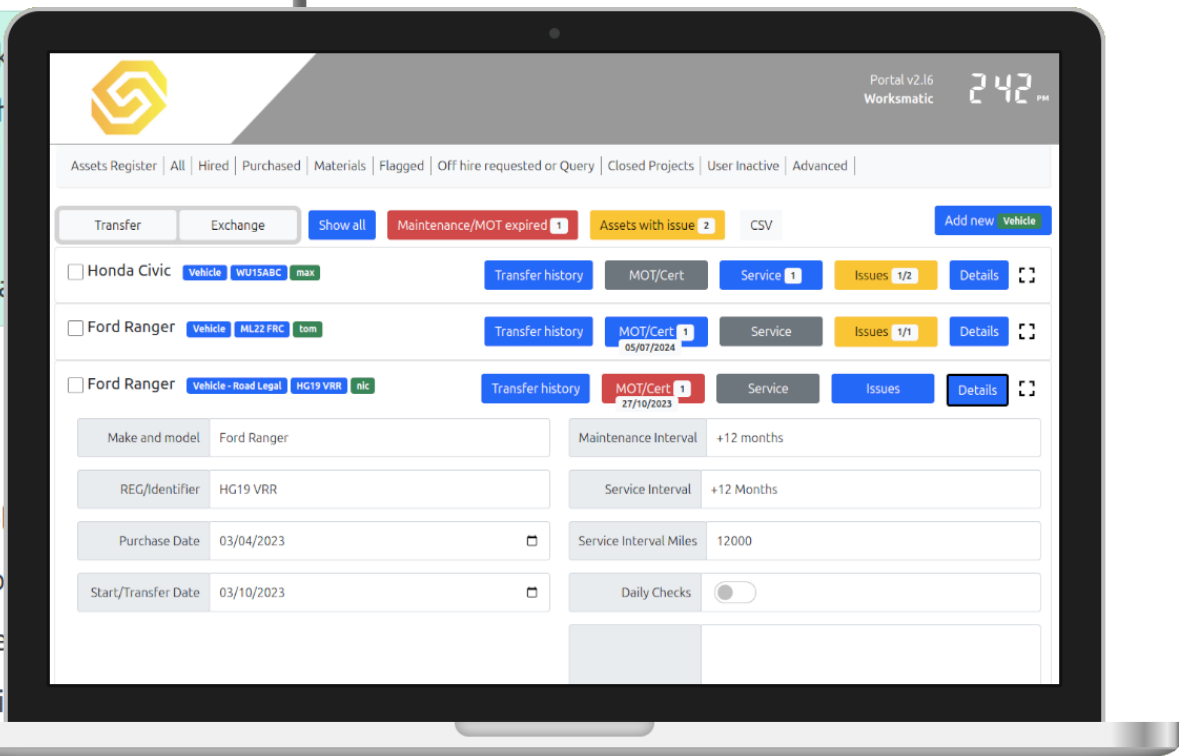 Portal v2.l6
Worksmatic
242 PM
Assets Register | All | Hired | Purchased | Materials | Flagged | Off hire requested or Query | Closed Projects | User Inactive | Advanced |
Transfer Exchange Show all Maintenance/MOT expired 1 Assets with issue 2 CSV Add new Vehicle
Honda Civic Vehicle WU15ABC max Transfer history MOT/Cert Service 1 Issues 1/2 Details
Ford Ranger Vehicle ML22 FRC tom Transfer history MOT/Cert 1 Service Issues 1/1 Details
05/07/2024
Ford Ranger Vehicle - Road Legal HG19 VRR nic Transfer history MOT/Cert 1 Service Issues Details
27/10/2023
Make and model Ford Ranger Maintenance Interval +12 months
REG/Identifier HG19 VRR Service Interval +12 Months
Purchase Date 03/04/2023 Service Interval Miles 12000
Start/Transfer Date 03/10/2023 Daily Checks